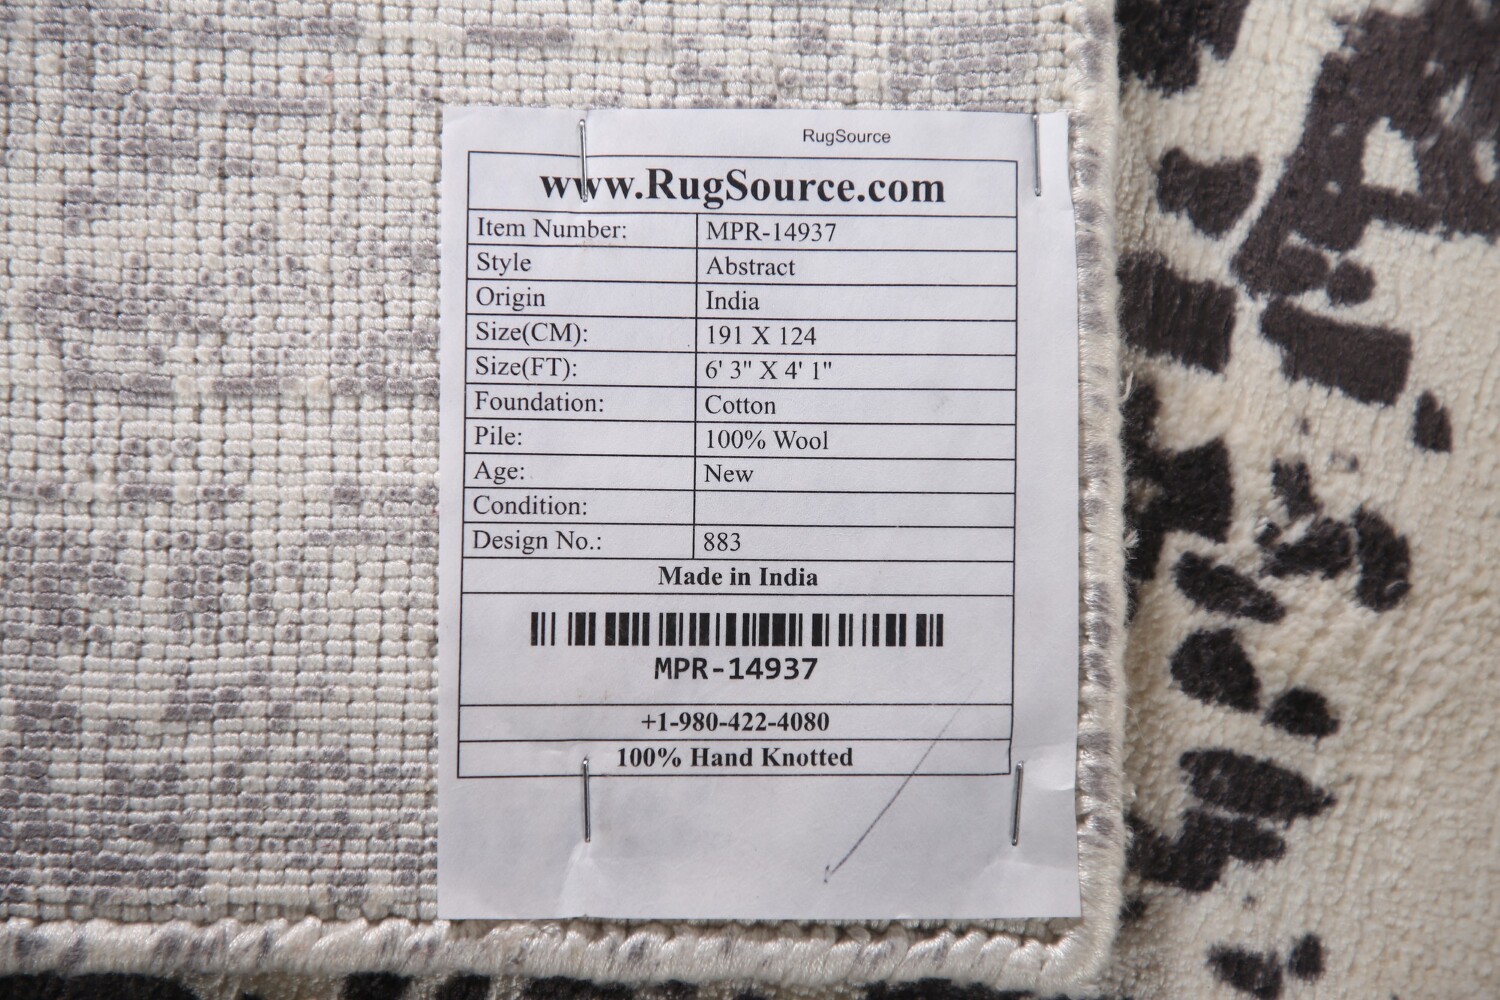 RugSource
www.RugSource.com
Item Number: MPR-14937
Style Abstract
Origin India
Size(CM): 191 X 124
Size(FT): 6' 3" X 4' 1"
Foundation: Cotton
Pile: 100% Wool
Age: New
Condition:
Design No.: 883
Made in India
MPR-14937
+1-980-422-4080
100% Hand Knotted